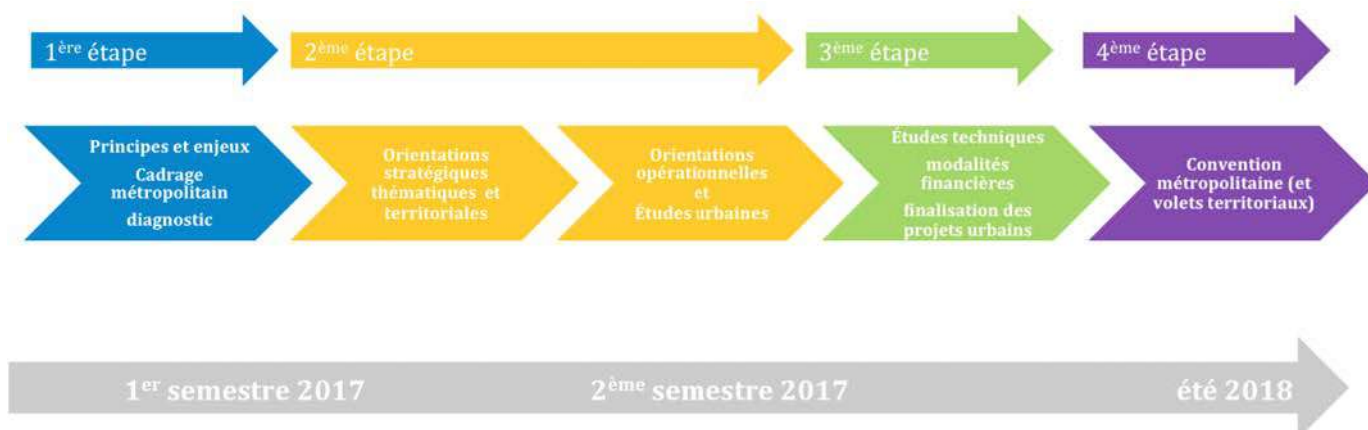 1ère étape
2ème étape
3ème étape
4ème étape
Principes et enjeux
Cadrage
métropolitain
diagnostic
Orientations
stratégiques
thématiques et
territoriales
Orientations
opérationnelles
et
Études urbaines
Études techniques
modalités
financières
finalisation des
projets urbains
Convention
métropolitaine (et
volets territoriaux)
1er semestre 2017
2ème semestre 2017
été 2018